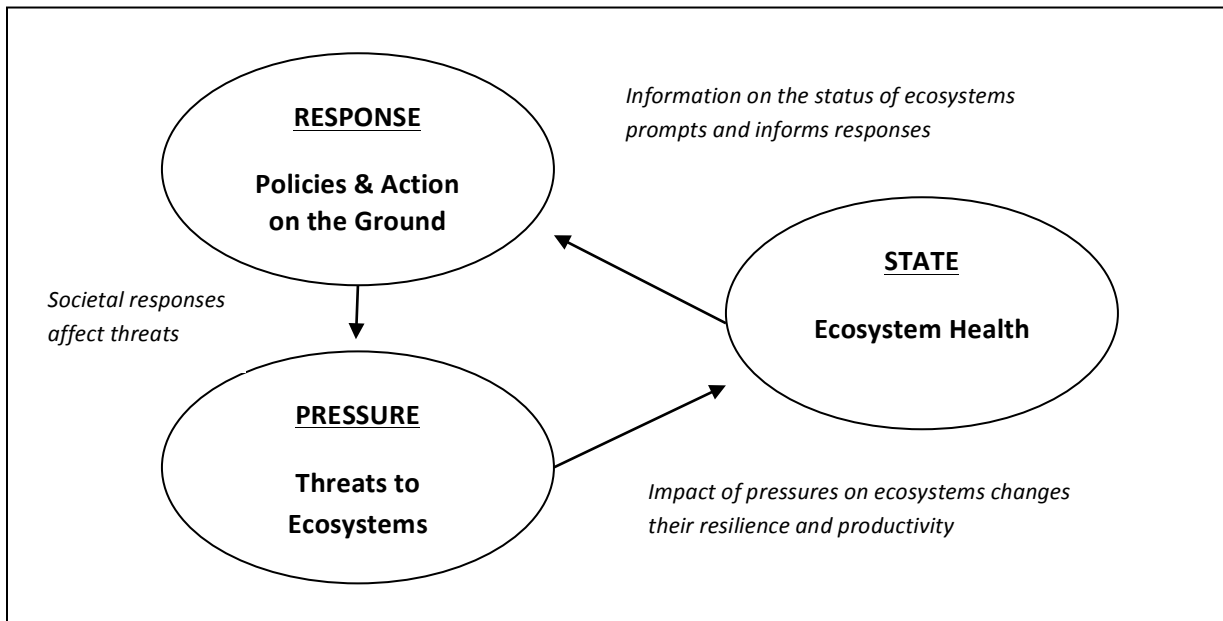 RESPONSE
Policies & Action
on the Ground
Information on the status of ecosystems
prompts and informs responses
STATE
Ecosystem Health
Societal responses
affect threats
PRESSURE
Threats to
Ecosystems
Impact of pressures on ecosystems changes
their resilience and productivity